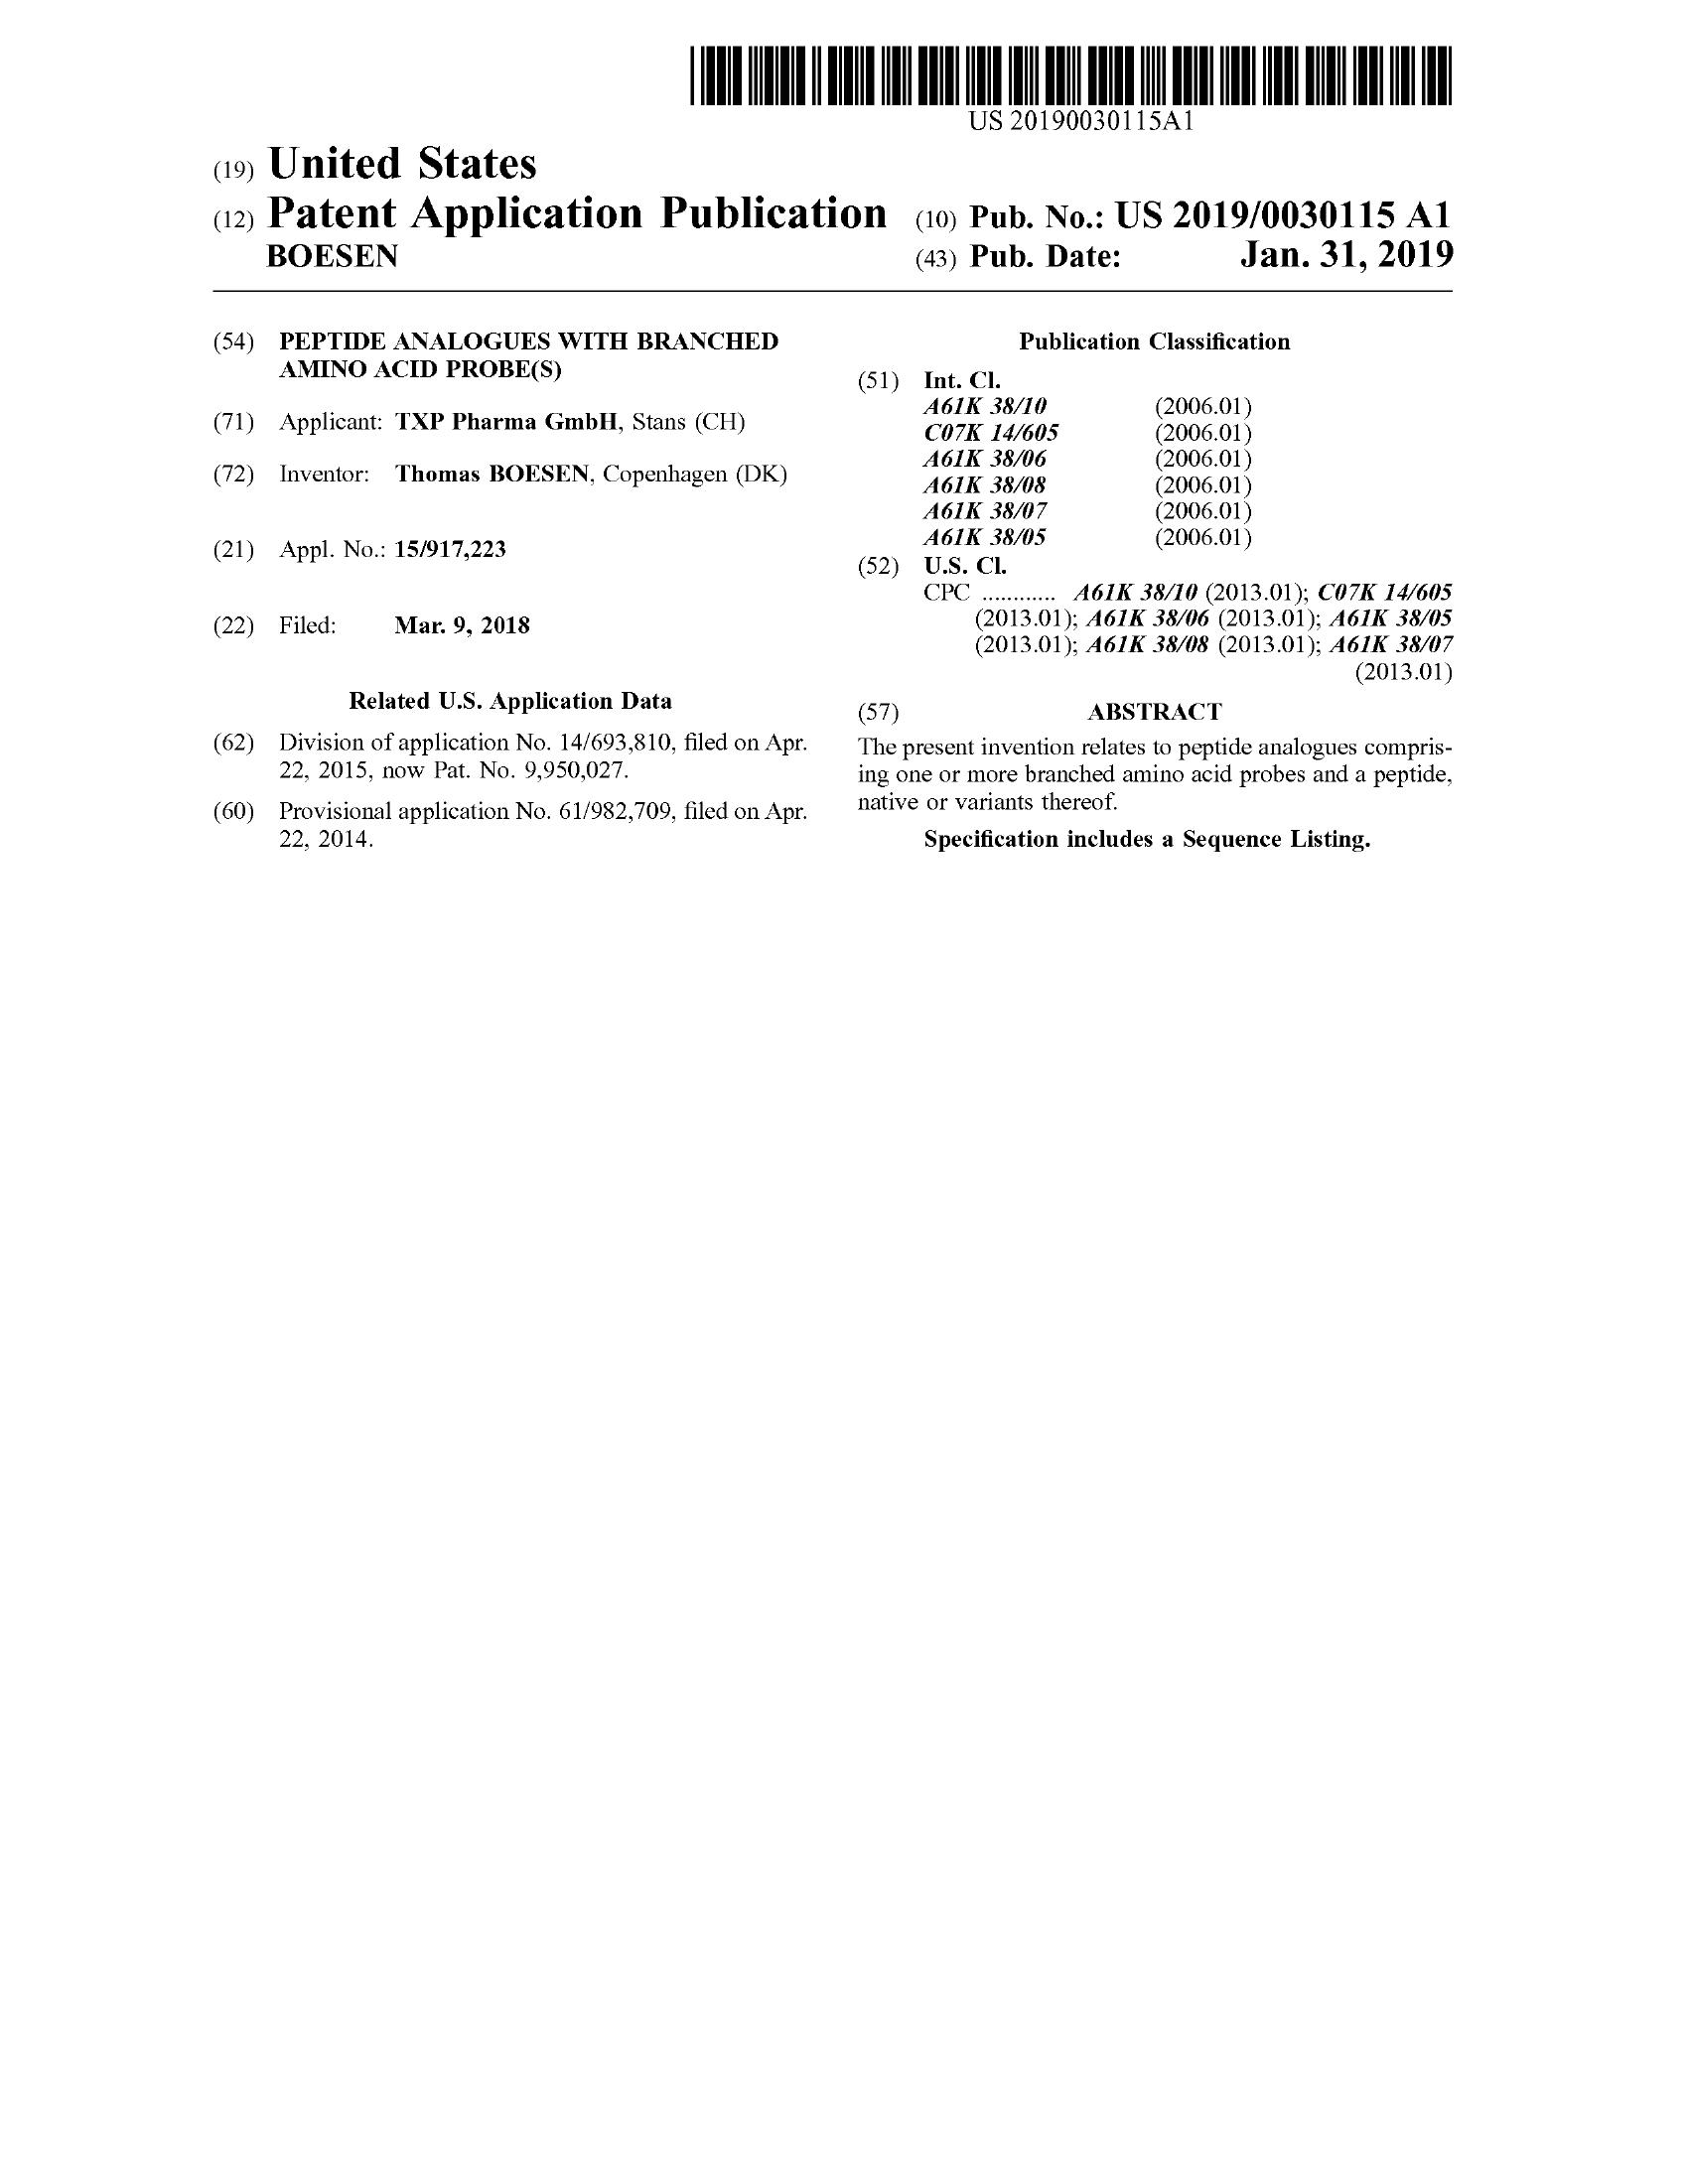 US 20190030115A1
(19) United States
(12) Patent Application Publication
BOESEN
(10) Pub. No.: US 2019/0030115 A1
(43) Pub. Date: Jan. 31, 2019
(54) PEPTIDE ANALOGUES WITH BRANCHED
AMINO ACID PROBE(S)
(71) Applicant: TXP Pharma GmbH, Stans (CH)
(72) Inventor: Thomas BOESEN, Copenhagen (DK)
(21) Appl. No.: 15/917,223
(22) Filed: Mar. 9, 2018
Related U.S. Application Data
(62) Division of application No. 14/693,810, filed on Apr.
22, 2015, now Pat. No. 9,950,027.
(60) Provisional application No. 61/982,709, filed on Apr.
22, 2014.
Publication Classification
(51) Int. Cl.
A61K 38/10 (2006.01)
C07K 14/605 (2006.01)
A61K 38/06 (2006.01)
A61K 38/08 (2006.01)
A61K 38/07 (2006.01)
A61K 38/05 (2006.01)
(52) U.S. Cl.
CPC ............ A61K 38/10 (2013.01); C07K 14/605
(2013.01); A61K 38/06 (2013.01); A61K 38/05
(2013.01); A61K 38/08 (2013.01); A61K 38/07
(2013.01)
(57) ABSTRACT
The present invention relates to peptide analogues compris-
ing one or more branched amino acid probes and a peptide,
native or variants thereof.
Specification includes a Sequence Listing.